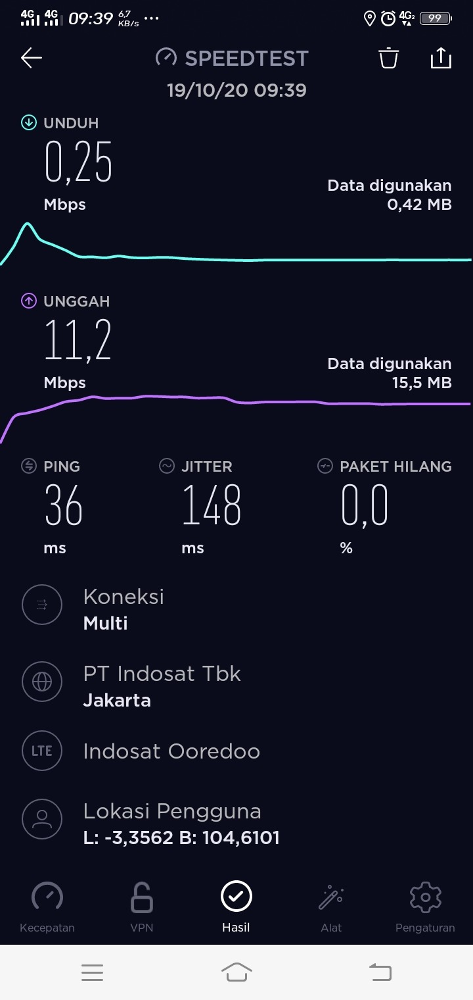 4G 4G 09:39 6,7 KB/s ... 4G2 99
SPEEDTEST
19/10/20 09:39
UNDUH
0,25
Mbps
Data digunakan
0,42 MB
UNGGAH
11,2
Mbps
Data digunakan
15,5 MB
PING JITTER PAKET HILANG
36 148 0,0
ms ms %
Koneksi
Multi
PT Indosat Tbk
Jakarta
LTE Indosat Ooredoo
Lokasi Pengguna
L: -3,3562 B: 104,6101
Kecepatan VPN Hasil Alat Pengaturan